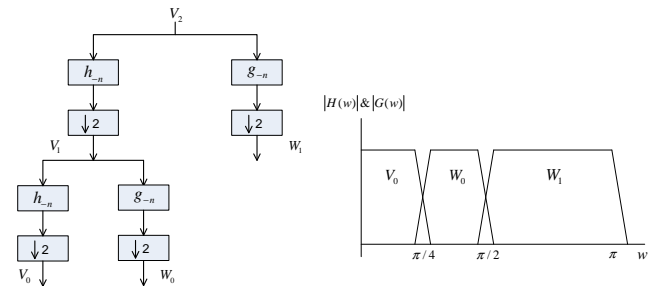 V₂
h₋ₙ
g₋ₙ
↓2
↓2
V₁
W₁
h₋ₙ
g₋ₙ
↓2
↓2
V₀
W₀
|H(w)| & |G(w)|
V₀
W₀
W₁
π/4
π/2
π
w